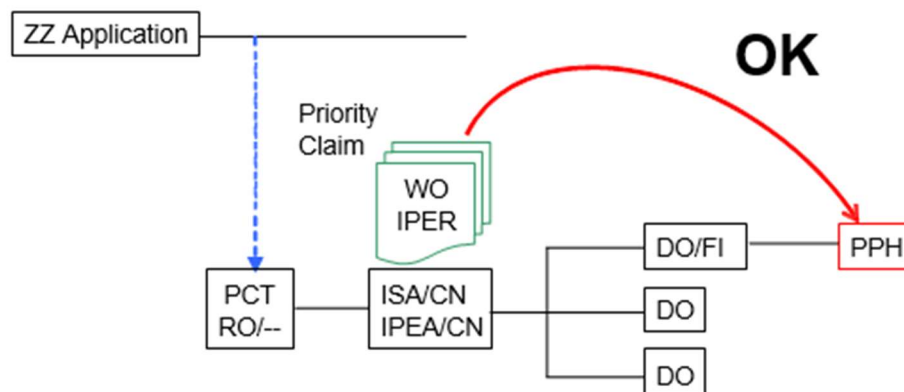 ZZ Application
OK
Priority
Claim
WO
IPER
DO/FI
PPH
PCT
RO/--
ISA/CN
IPEA/CN
DO
DO